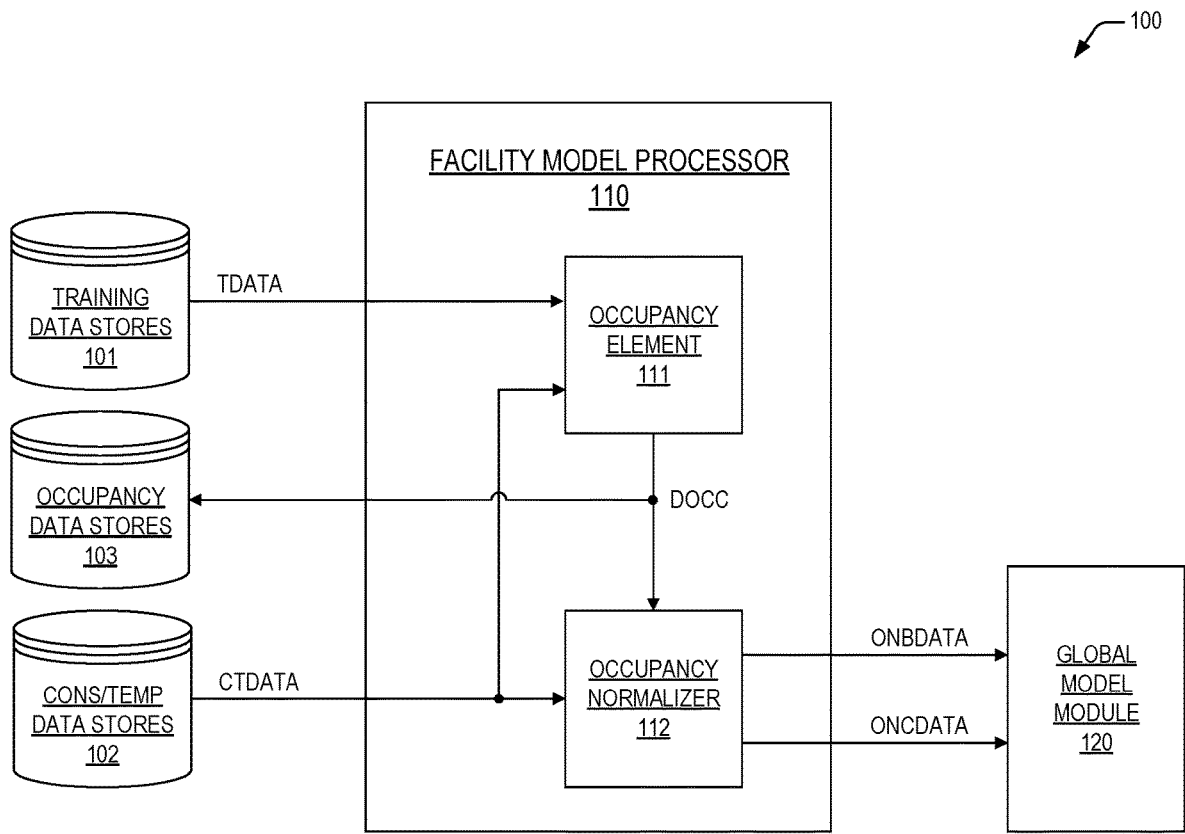 100
FACILITY MODEL PROCESSOR
110
TRAINING
DATA STORES
101
TDATA
OCCUPANCY
ELEMENT
111
OCCUPANCY
DATA STORES
103
DOCC
CONS/TEMP
DATA STORES
102
CTDATA
OCCUPANCY
NORMALIZER
112
ONBDATA
ONCDATA
GLOBAL
MODEL
MODULE
120